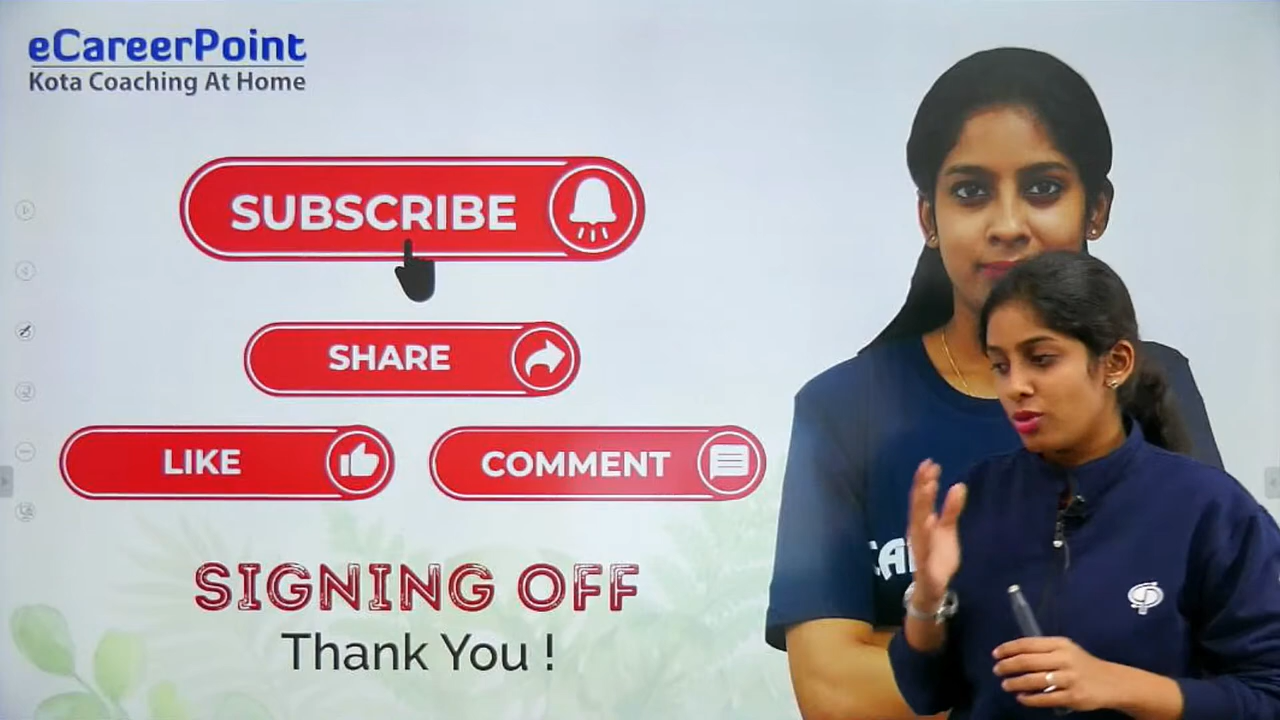 eCareerPoint
Kota Coaching At Home
SUBSCRIBE
SHARE
LIKE
COMMENT
SIGNING OFF
Thank You !